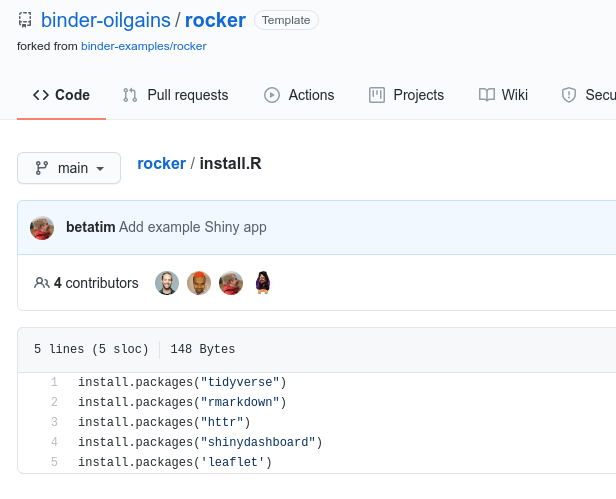 binder-oilgains / rocker Template
forked from binder-examples/rocker
Code Pull requests Actions Projects Wiki Secu
main rocker / install.R
betatim Add example Shiny app
4 contributors
5 lines (5 sloc) 148 Bytes
1 install.packages("tidyverse")
2 install.packages("rmarkdown")
3 install.packages("httr")
4 install.packages("shinydashboard")
5 install.packages('leaflet')